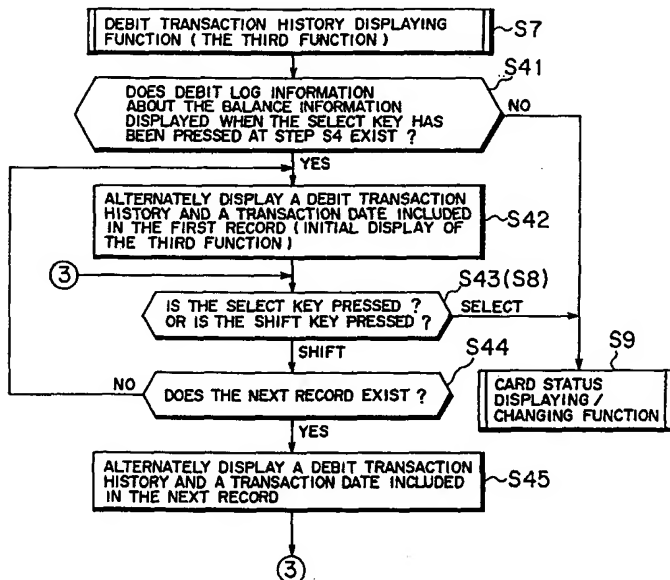 DEBIT TRANSACTION HISTORY DISPLAYING
FUNCTION (THE THIRD FUNCTION)
S7
S41
DOES DEBIT LOG INFORMATION
ABOUT THE BALANCE INFORMATION
DISPLAYED WHEN THE SELECT KEY HAS
BEEN PRESSED AT STEP S4 EXIST ?
NO
YES
ALTERNATELY DISPLAY A DEBIT TRANSACTION
HISTORY AND A TRANSACTION DATE INCLUDED
IN THE FIRST RECORD (INITIAL DISPLAY OF
THE THIRD FUNCTION)
S42
3
S43(S8)
IS THE SELECT KEY PRESSED ?
OR IS THE SHIFT KEY PRESSED ?
SELECT
SHIFT
S44
NO
DOES THE NEXT RECORD EXIST ?
S9
CARD STATUS
DISPLAYING /
CHANGING FUNCTION
YES
ALTERNATELY DISPLAY A DEBIT TRANSACTION
HISTORY AND A TRANSACTION DATE INCLUDED
IN THE NEXT RECORD
S45
3